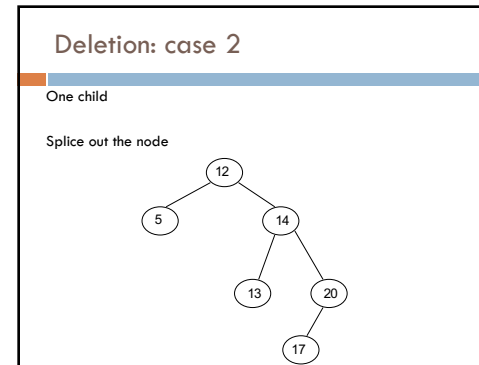 Deletion: case 2
One child
Splice out the node
12
5 14
13 20
17